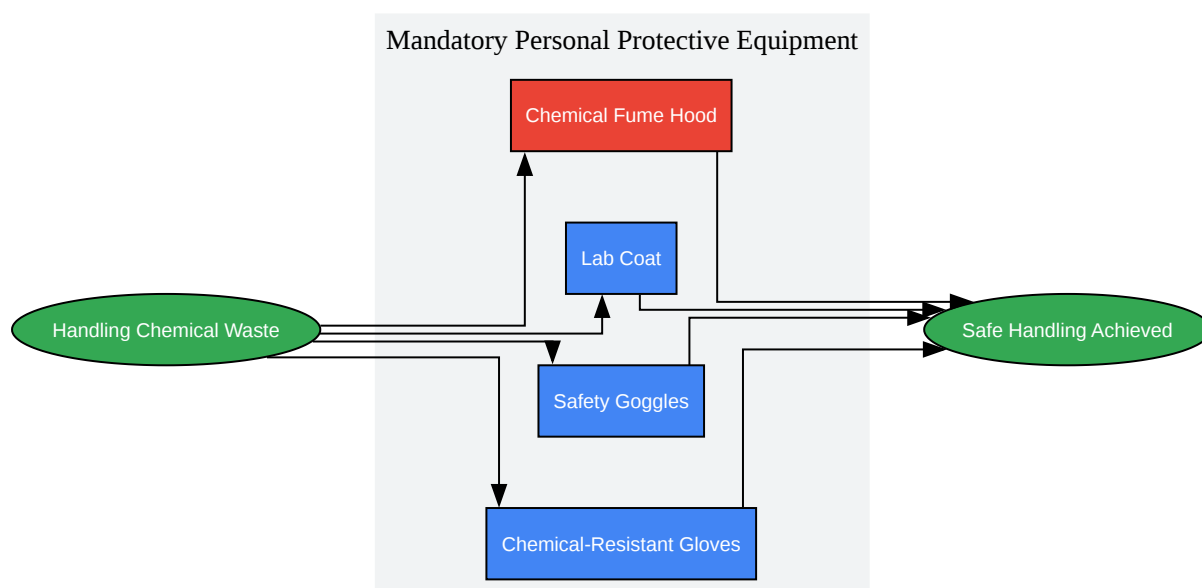 Mandatory Personal Protective Equipment
Chemical Fume Hood
Lab Coat
Handling Chemical Waste
Safe Handling Achieved
Safety Goggles
Chemical-Resistant Gloves